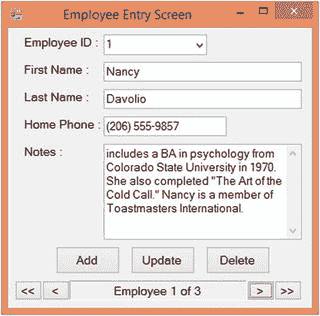 Employee Entry Screen
Employee ID : 1
First Name : Nancy
Last Name : Davolio
Home Phone : (206) 555-9857
Notes : includes a BA in psychology from
Colorado State University in 1970.
She also completed "The Art of the
Cold Call." Nancy is a member of
Toastmasters International.
Add Update Delete
<< < Employee 1 of 3 > >>